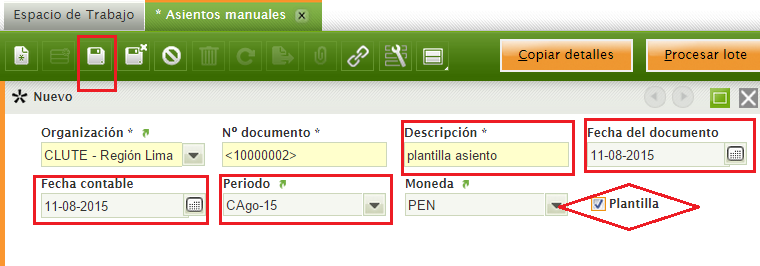 Espacio de Trabajo
* Asientos manuales
Copiar detalles
Procesar lote
Nuevo
Organización *
Nº documento *
Descripción *
Fecha del documento
CLUTE - Región Lima
<10000002>
plantilla asiento
11-08-2015
Fecha contable
Periodo
Moneda
Plantilla
11-08-2015
CAgo-15
PEN